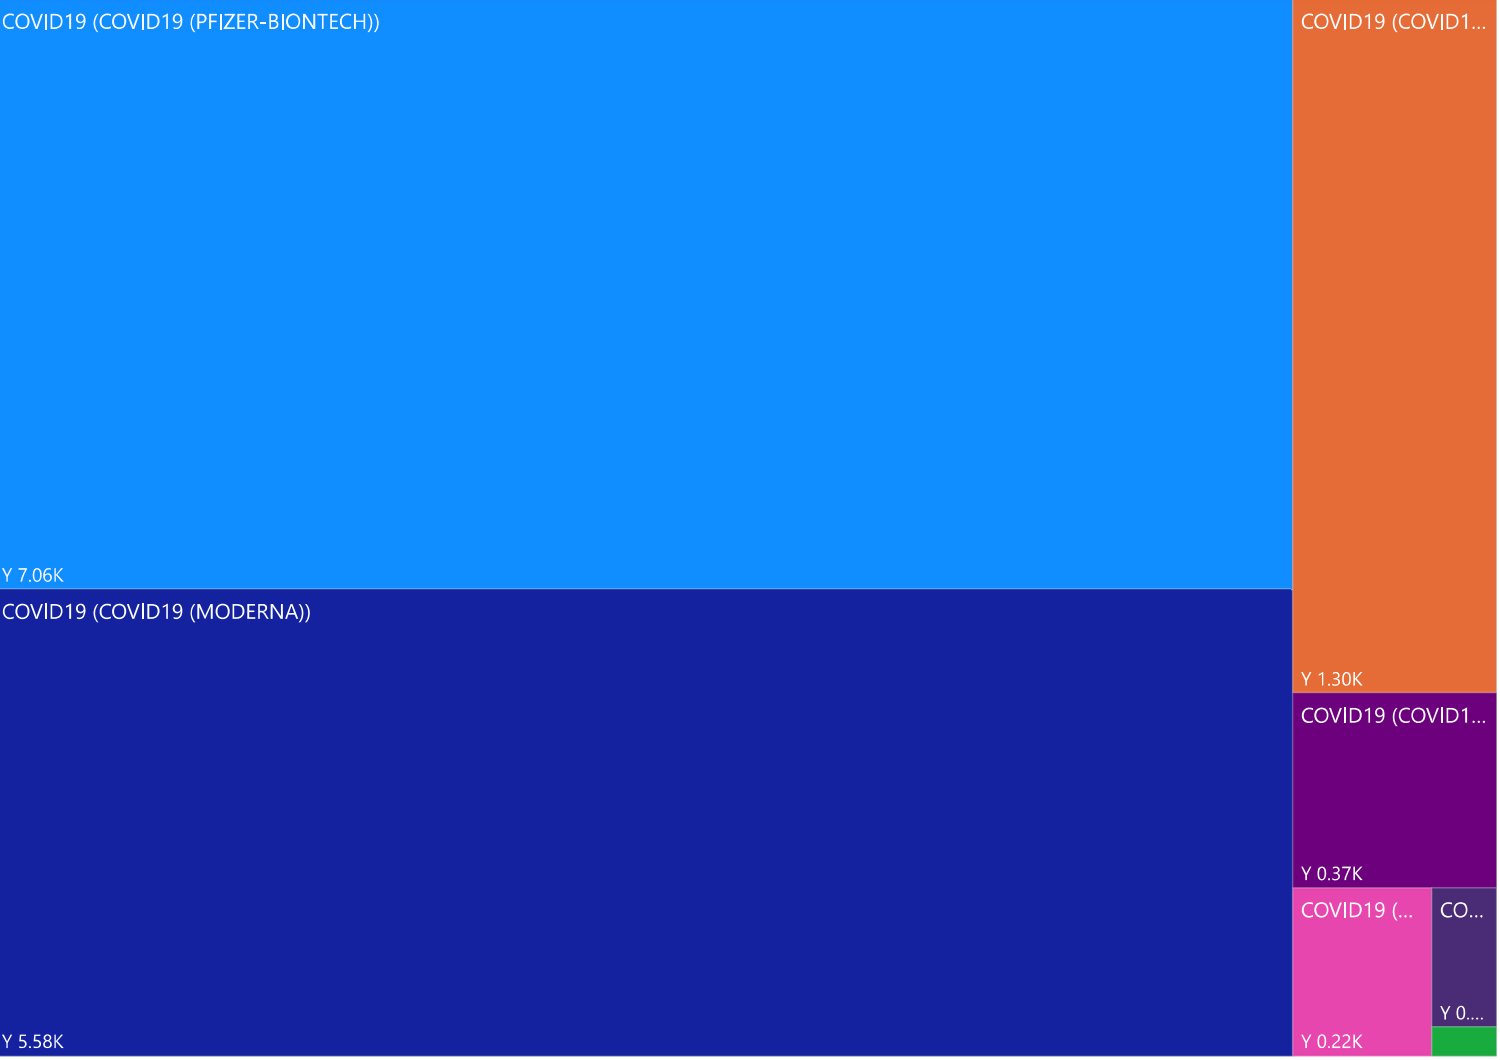 COVID19 (COVID19 (PFIZER-BIONTECH))
Y 7.06K
COVID19 (COVID19 (MODERNA))
Y 5.58K
COVID19 (COVID1...
Y 1.30K
COVID19 (COVID1...
Y 0.37K
COVID19 (...
Y 0.22K
CO...
Y 0....